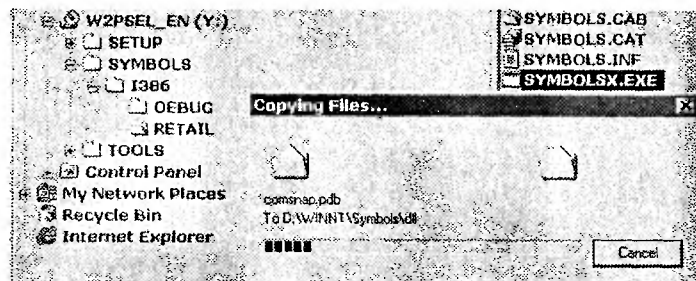 W2PSEL_EN (Y:)
SETUP
SYMBOLS
I386
DEBUG
RETAIL
TOOLS
Control Panel
My Network Places
Recycle Bin
Internet Explorer
SYMBOLS.CAB
SYMBOLS.CAT
SYMBOLS.INF
SYMBOLSX.EXE
Copying Files...
comsnap.pdb
To D:\WINNT\Symbols\dll
Cancel